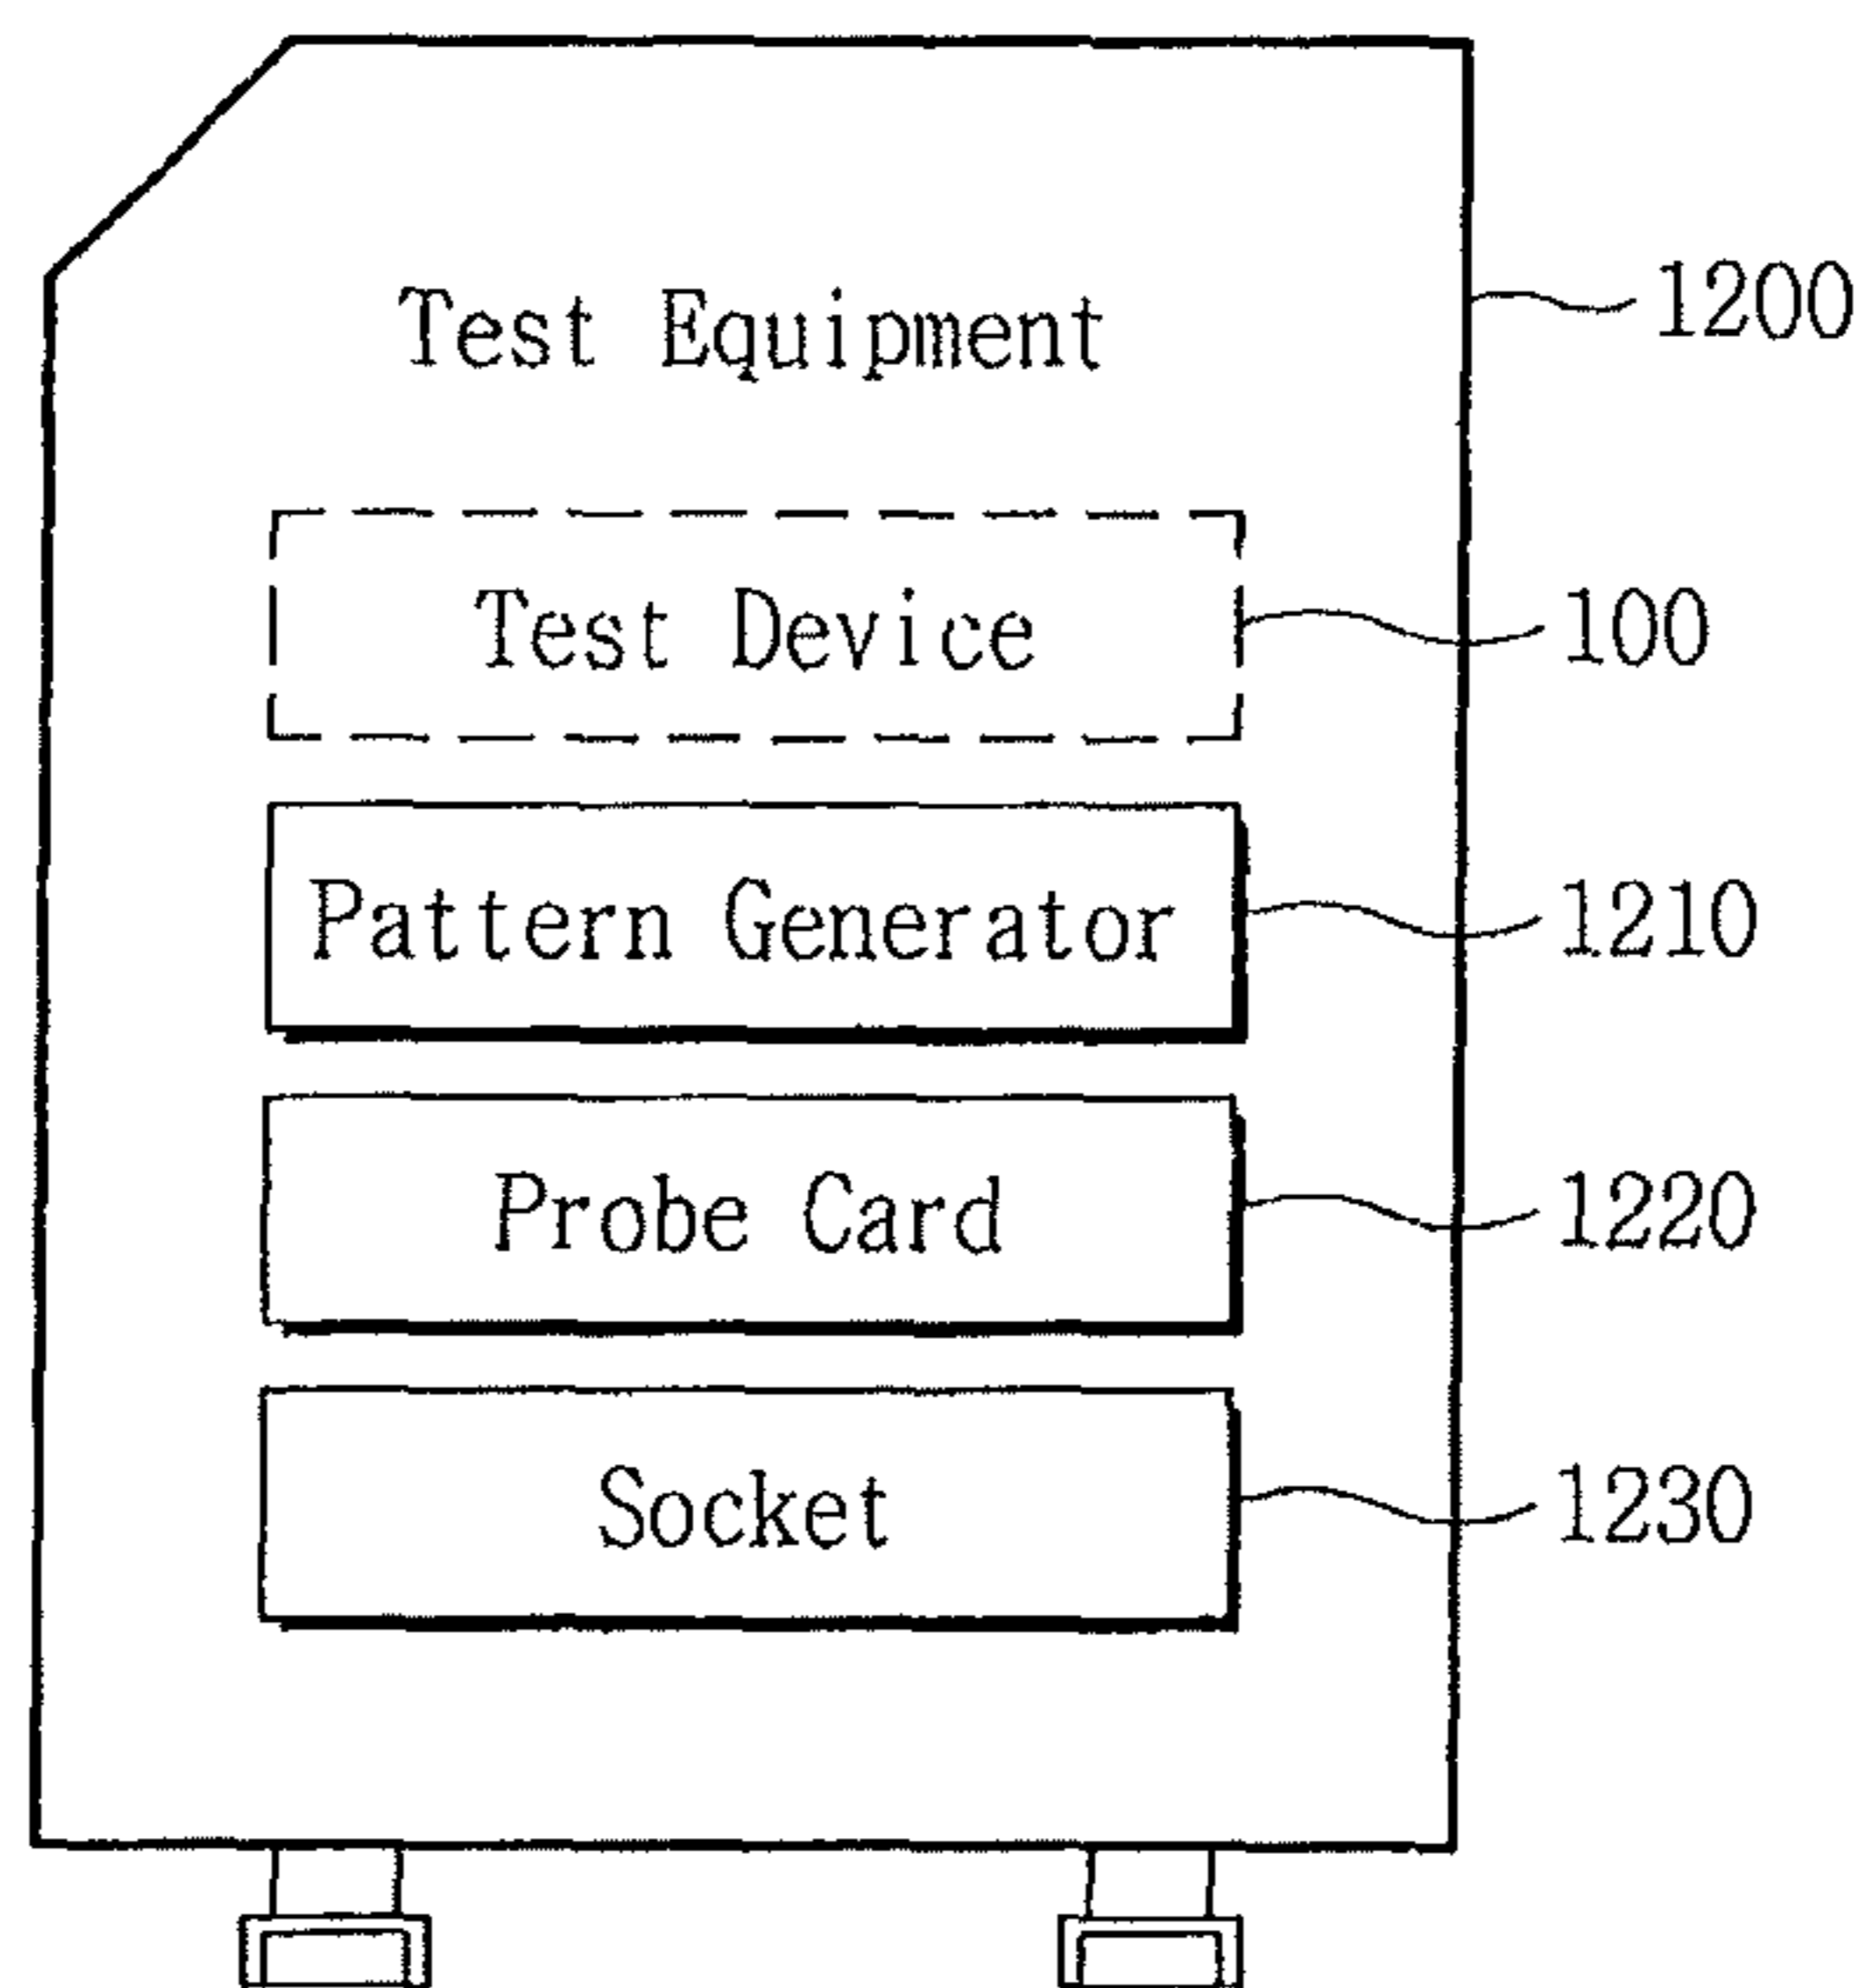 Test Equipment
1200
Test Device
100
Pattern Generator
1210
Probe Card
1220
Socket
1230